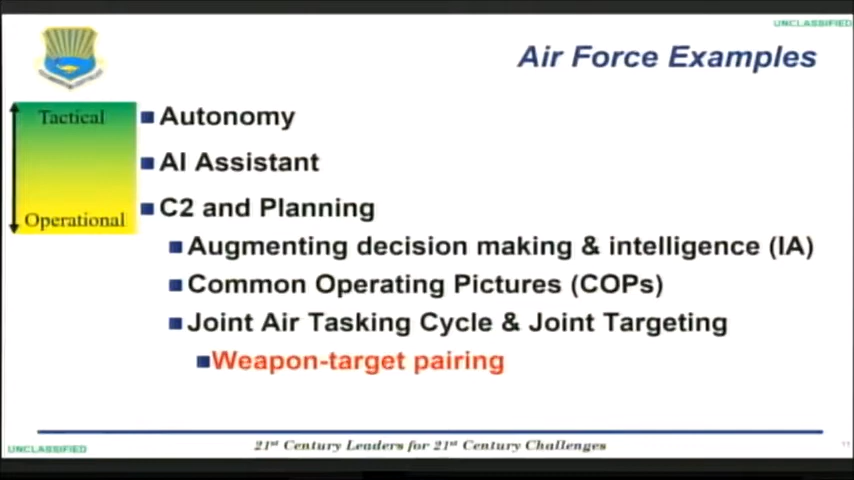 UNCLASSIFIED
Air Force Examples
Tactical
Autonomy
AI Assistant
C2 and Planning
Operational
Augmenting decision making & intelligence (IA)
Common Operating Pictures (COPs)
Joint Air Tasking Cycle & Joint Targeting
Weapon-target pairing
21st Century Leaders for 21st Century Challenges
UNCLASSIFIED